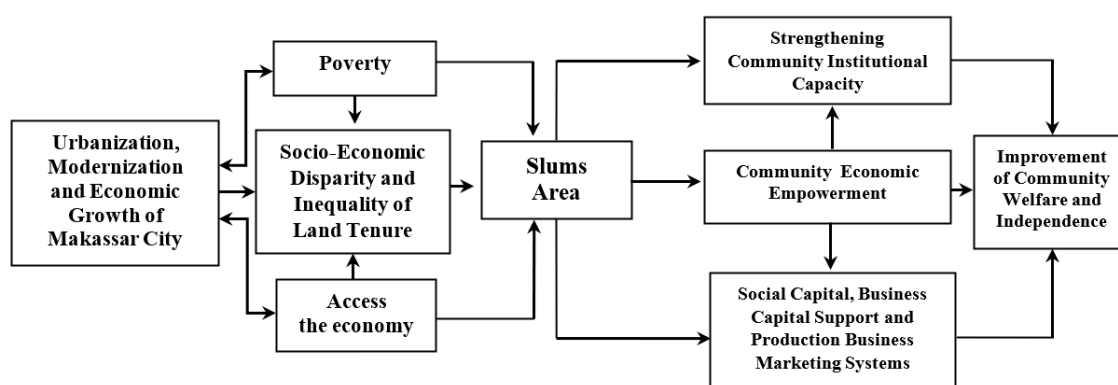 Urbanization,
Modernization
and Economic
Growth of
Makassar City
Poverty
Socio-Economic
Disparity and
Inequality of
Land Tenure
Access
the economy
Slums
Area
Strengthening
Community Institutional
Capacity
Community Economic
Empowerment
Social Capital, Business
Capital Support and
Production Business
Marketing Systems
Improvement
of Community
Welfare and
Independence